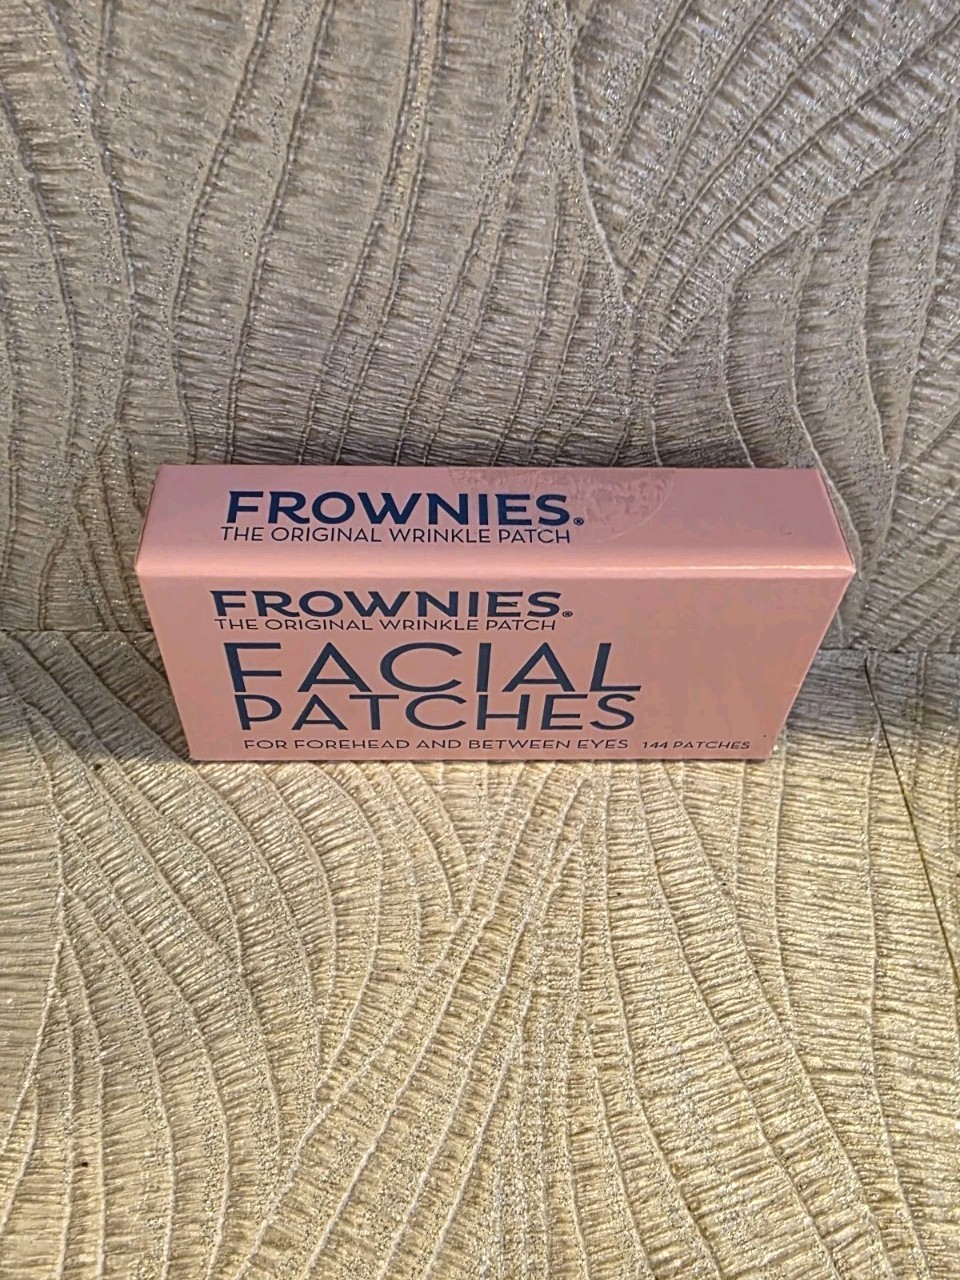 FROWNIES®
THE ORIGINAL WRINKLE PATCH
FROWNIES®
THE ORIGINAL WRINKLE PATCH
FACIAL
PATCHES
FOR FOREHEAD AND BETWEEN EYES 144 PATCHES